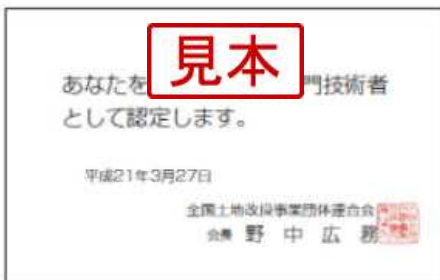 見本
あなたを 門技術者
として認定します。
平成21年3月27日
全国土地改良事業団体連合会
会長 野中広務